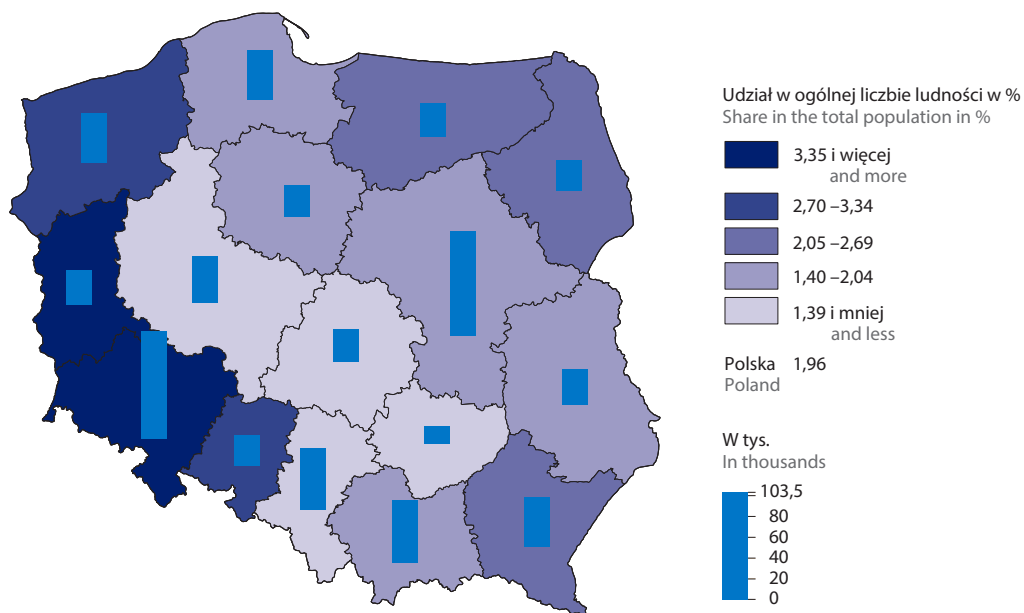 Udział w ogólnej liczbie ludności w %
Share in the total population in %
3,35 i więcej
and more
2,70 –3,34
2,05 –2,69
1,40 –2,04
1,39 i mniej
and less
Polska 1,96
Poland
W tys.
In thousands
103,5
80
60
40
20
0